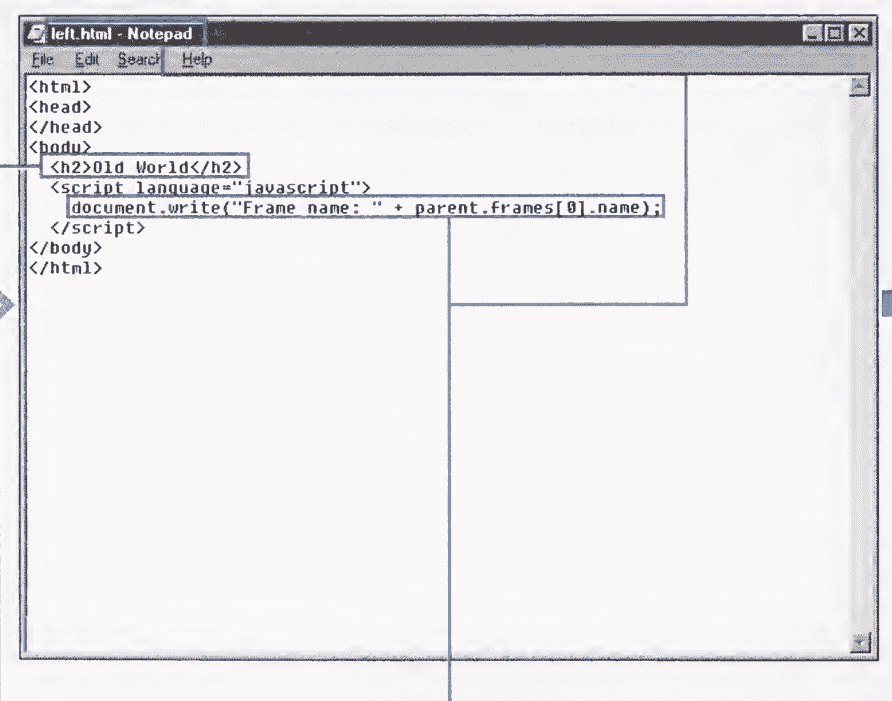 left.html - Notepad
File Edit Search Help
<html>
<head>
</head>
<body>
<h2>Old World</h2>
<script language="javascript">
document.write("Frame name: " + parent.frames[0].name);
</script>
</body>
</html>